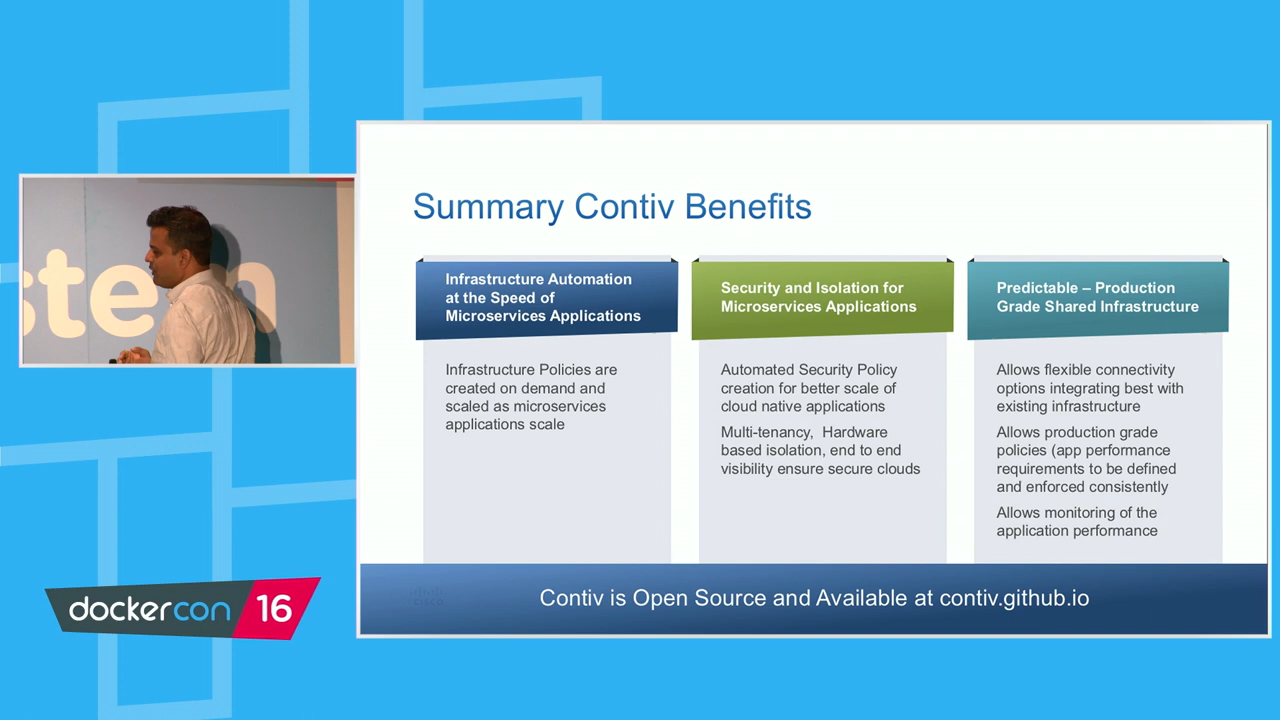 stem
Summary Contiv Benefits
Infrastructure Automation
at the Speed of
Microservices Applications
Infrastructure Policies are
created on demand and
scaled as microservices
applications scale
Security and Isolation for
Microservices Applications
Automated Security Policy
creation for better scale of
cloud native applications
Multi-tenancy, Hardware
based isolation, end to end
visibility ensure secure clouds
Predictable – Production
Grade Shared Infrastructure
Allows flexible connectivity
options integrating best with
existing infrastructure
Allows production grade
policies (app performance
requirements to be defined
and enforced consistently
Allows monitoring of the
application performance
Contiv is Open Source and Available at contiv.github.io
dockercon 16